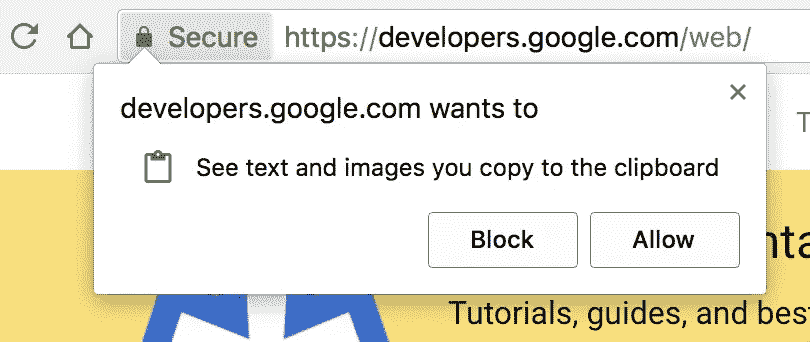 Secure https://developers.google.com/web/
developers.google.com wants to
See text and images you copy to the clipboard
Block Allow
Tutorials, guides, and best